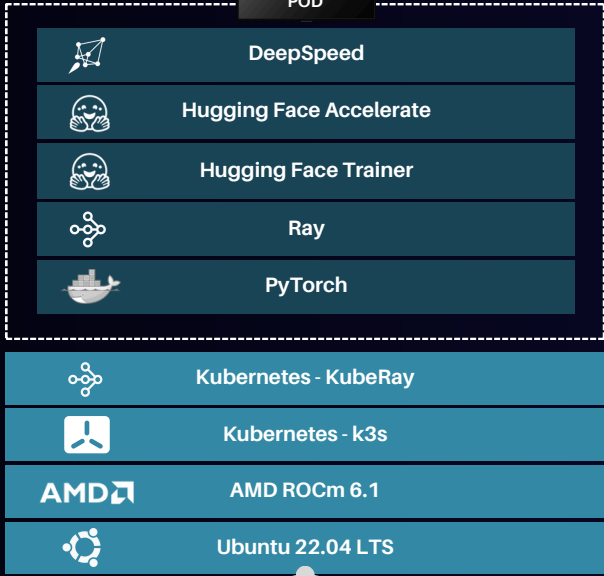 POD
DeepSpeed
Hugging Face Accelerate
Hugging Face Trainer
Ray
PyTorch
Kubernetes - KubeRay
Kubernetes - k3s
AMD AMD ROCm 6.1
Ubuntu 22.04 LTS